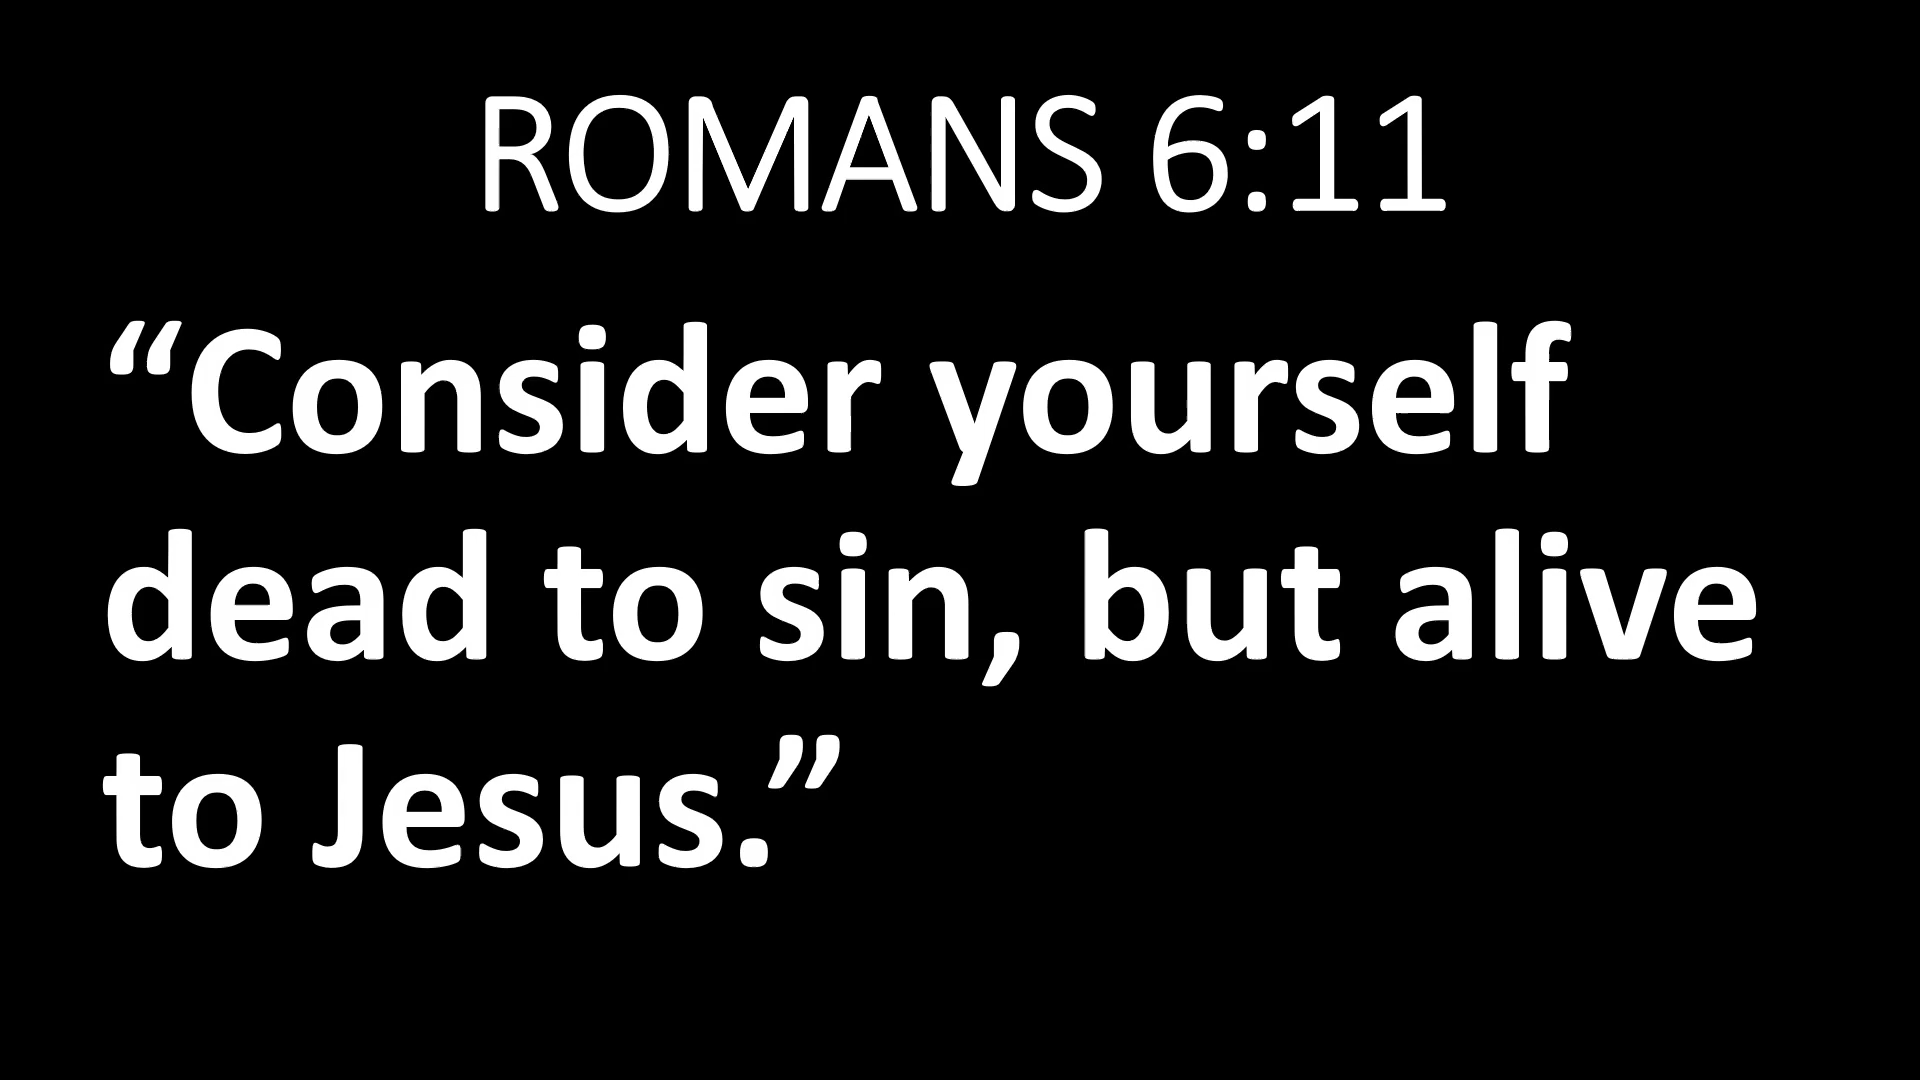 ROMANS 6:11
“Consider yourself
dead to sin, but alive
to Jesus.”